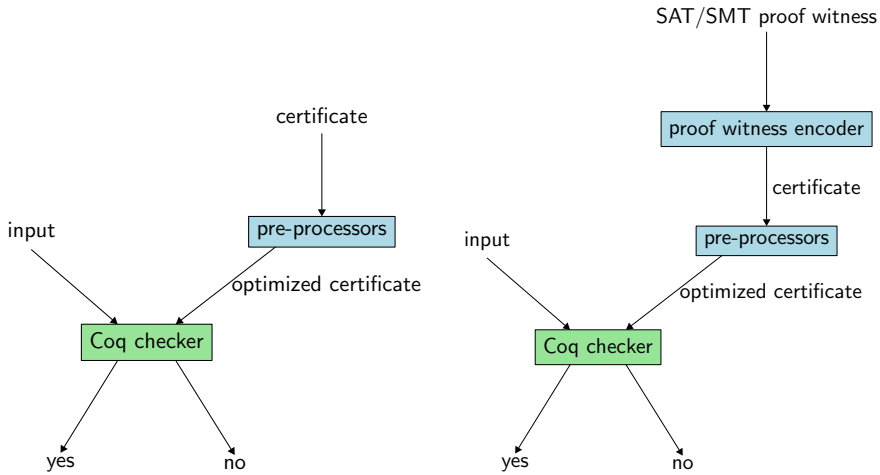 certificate
pre-processors
input
optimized certificate
Coq checker
yes
no
SAT/SMT proof witness
proof witness encoder
certificate
pre-processors
input
optimized certificate
Coq checker
yes
no